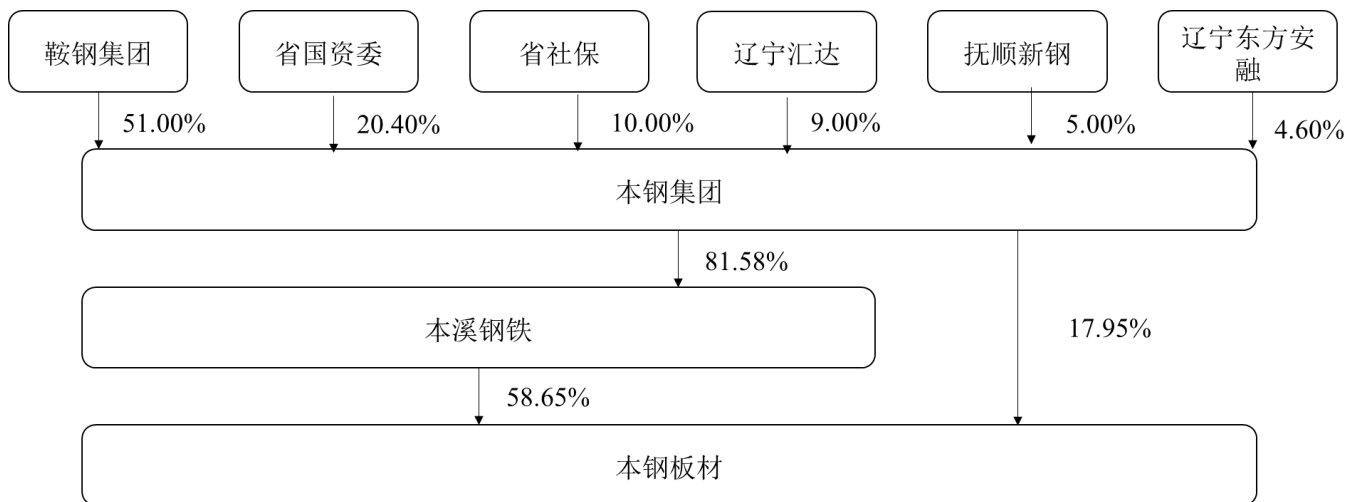 鞍钢集团
省国资委
省社保
辽宁汇达
抚顺新钢
辽宁东方安
融
51.00%
20.40%
10.00%
9.00%
5.00%
4.60%
本钢集团
81.58%
本溪钢铁
17.95%
58.65%
本钢板材